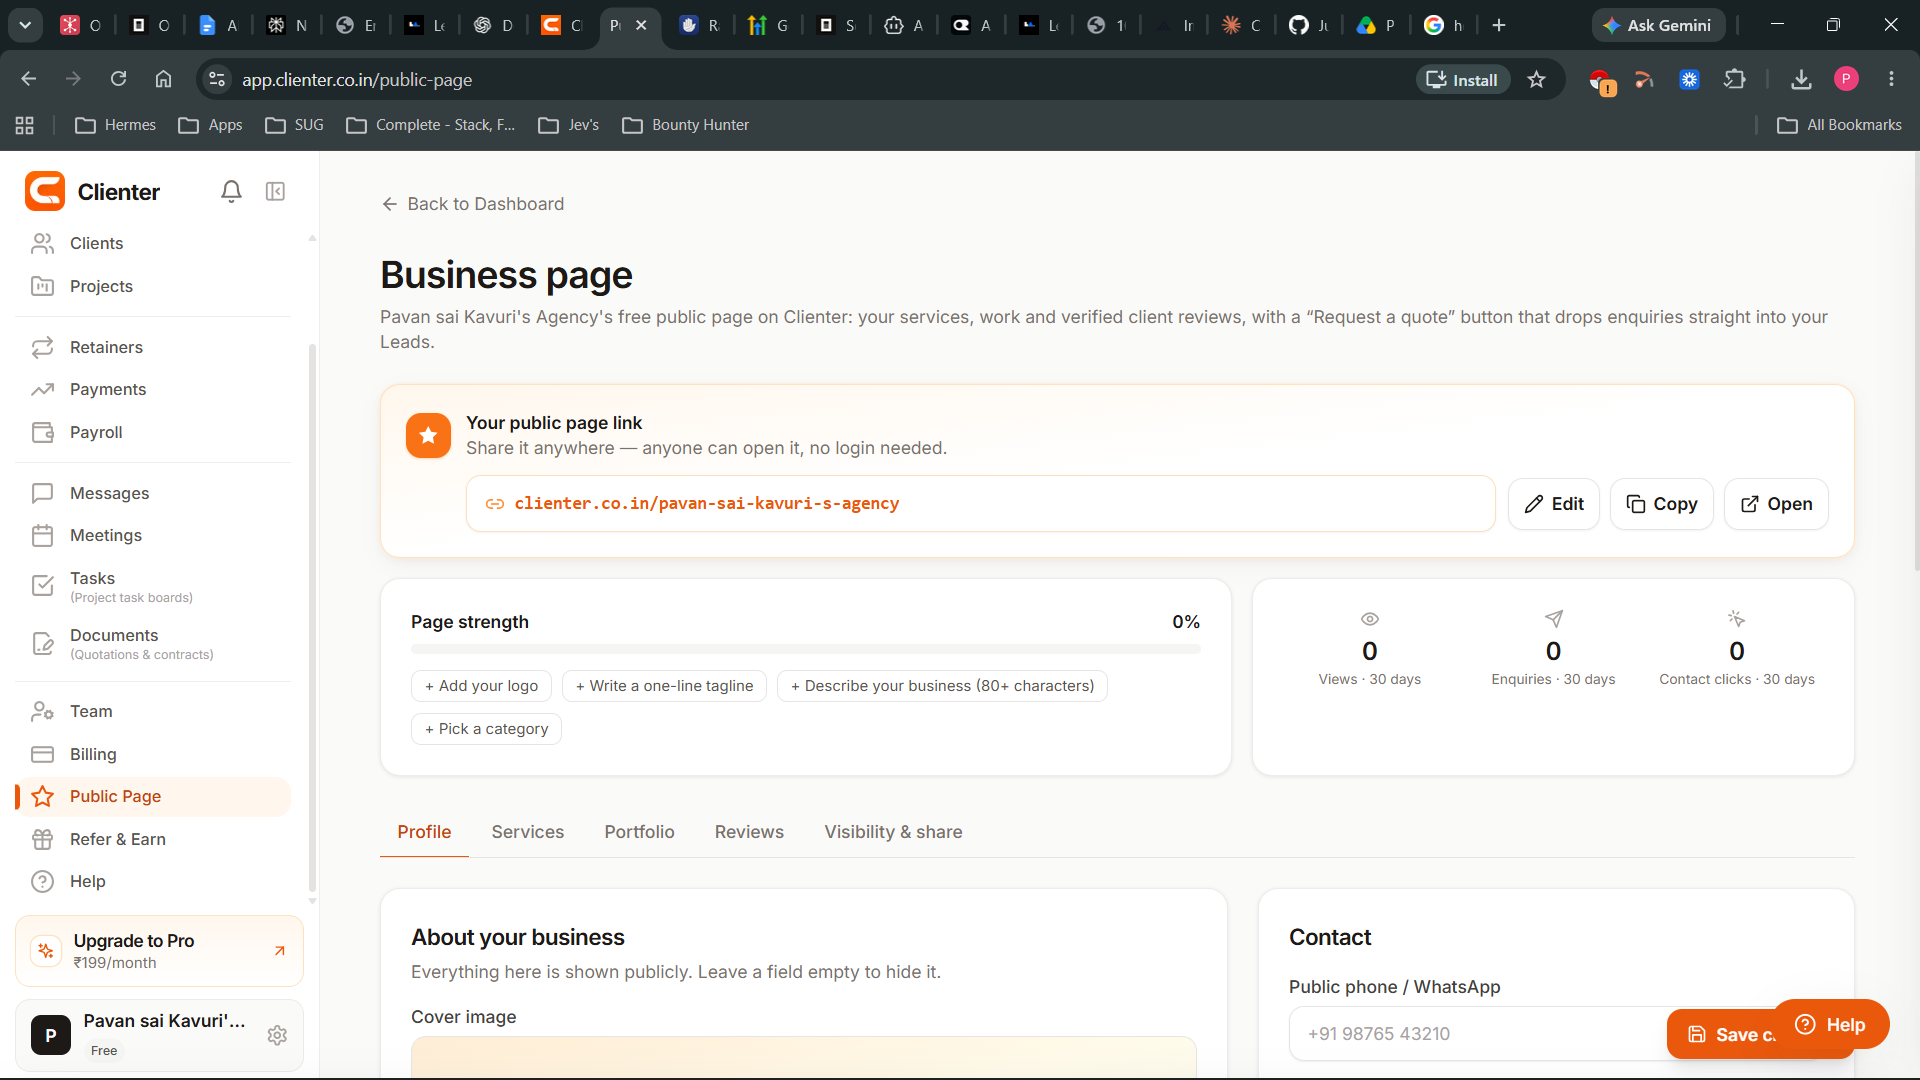 Ask Gemini
app.clienter.co.in/public-page
Install
Hermes
Apps
SUG
Complete - Stack, F...
Jev's
Bounty Hunter
All Bookmarks
Clienter
Clients
Projects
Retainers
Payments
Payroll
Messages
Meetings
Tasks
(Project task boards)
Documents
(Quotations & contracts)
Team
Billing
Public Page
Refer & Earn
Help
Upgrade to Pro
₹199/month
P
Pavan sai Kavuri'...
Free
Back to Dashboard
Business page
Pavan sai Kavuri's Agency's free public page on Clienter: your services, work and verified client reviews, with a “Request a quote” button that drops enquiries straight into your
Leads.
Your public page link
Share it anywhere — anyone can open it, no login needed.
clienter.co.in/pavan-sai-kavuri-s-agency
Edit
Copy
Open
Page strength
0%
+ Add your logo
+ Write a one-line tagline
+ Describe your business (80+ characters)
+ Pick a category
0
Views · 30 days
0
Enquiries · 30 days
0
Contact clicks · 30 days
Profile
Services
Portfolio
Reviews
Visibility & share
About your business
Everything here is shown publicly. Leave a field empty to hide it.
Cover image
Contact
Public phone / WhatsApp
+91 98765 43210
Save
Help